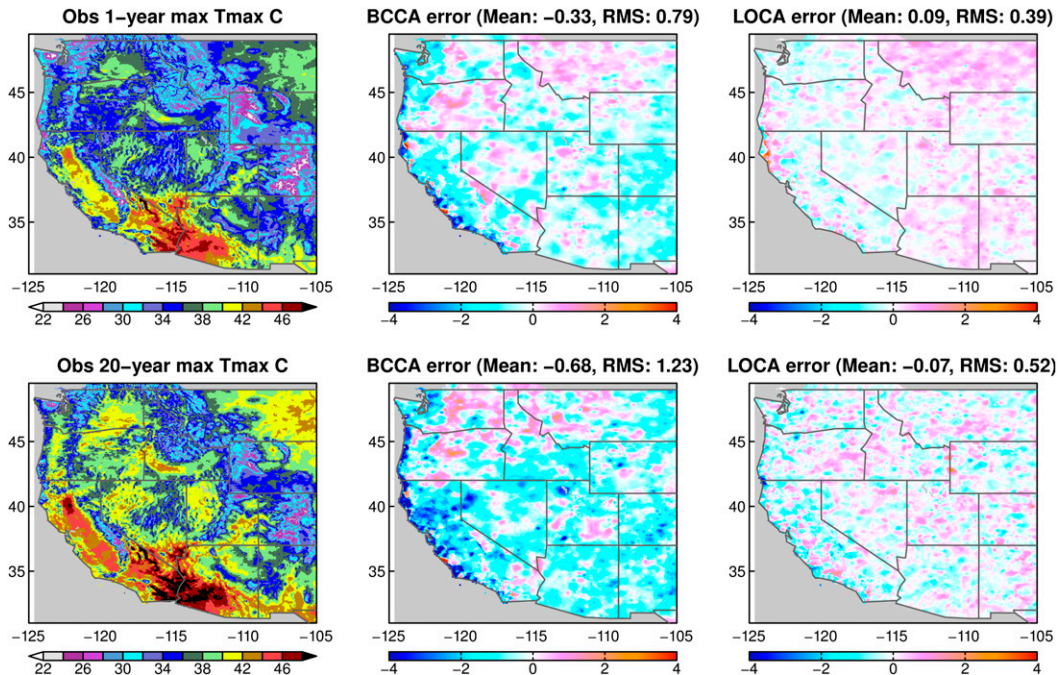 Obs 1−year max Tmax C
BCCA error (Mean: −0.33, RMS: 0.79)
LOCA error (Mean: 0.09, RMS: 0.39)
45
40
35
−125 −120 −115 −110 −105
22 26 30 34 38 42 46
45
40
35
−125 −120 −115 −110 −105
−4 −2 0 2 4
45
40
35
−125 −120 −115 −110 −105
−4 −2 0 2 4
Obs 20−year max Tmax C
BCCA error (Mean: −0.68, RMS: 1.23)
LOCA error (Mean: −0.07, RMS: 0.52)
45
40
35
−125 −120 −115 −110 −105
22 26 30 34 38 42 46
45
40
35
−125 −120 −115 −110 −105
−4 −2 0 2 4
45
40
35
−125 −120 −115 −110 −105
−4 −2 0 2 4